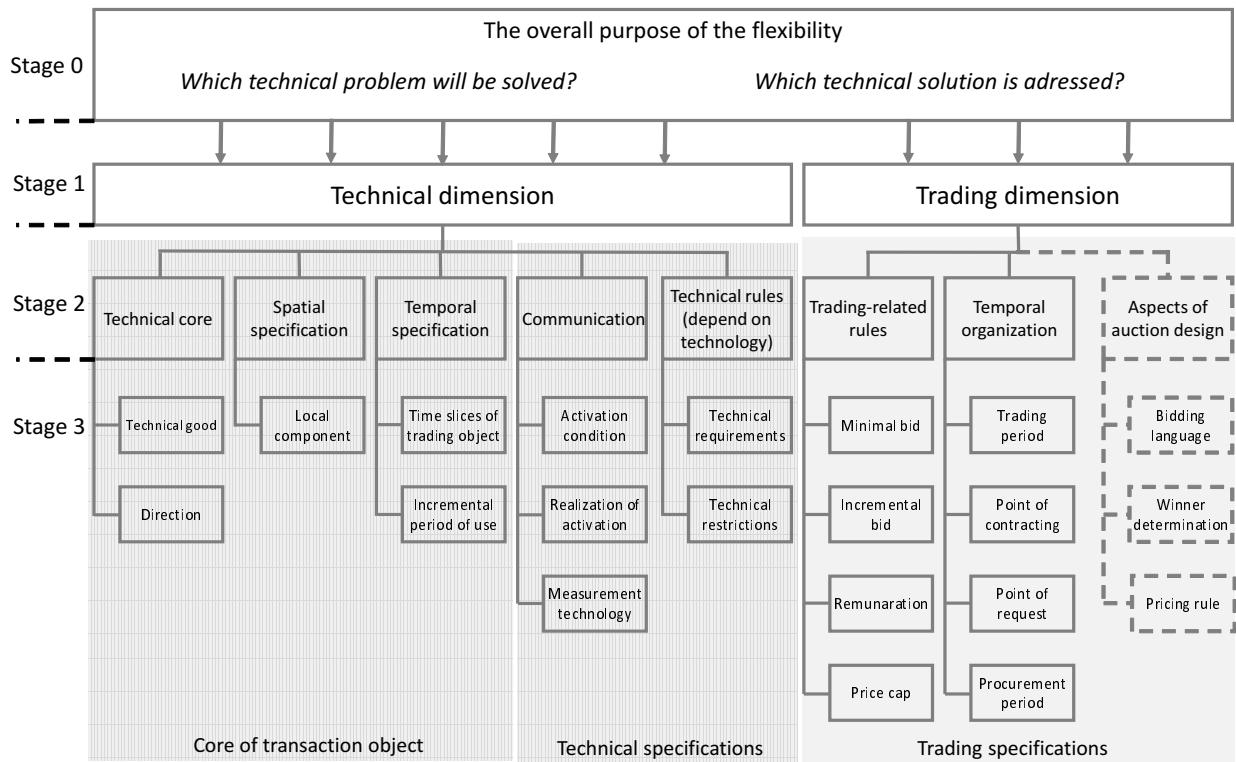 The overall purpose of the flexibility
Stage 0
Which technical problem will be solved?
Which technical solution is adressed?
Stage 1
Technical dimension
Trading dimension
Stage 2
Technical core
Spatial
specification
Temporal
specification
Communication
Technical rules
(depend on
technology)
Trading-related
rules
Temporal
organization
Aspects of
auction design
Stage 3
Technical good
Local
component
Time slices of
trading object
Activation
condition
Technical
requirements
Minimal bid
Trading
period
Bidding
language
Direction
Incremental
period of use
Realization of
activation
Technical
restrictions
Incremental
bid
Point of
contracting
Winner
determination
Measurement
technology
Remunaration
Point of
request
Pricing rule
Price cap
Procurement
period
Core of transaction object
Technical specifications
Trading specifications